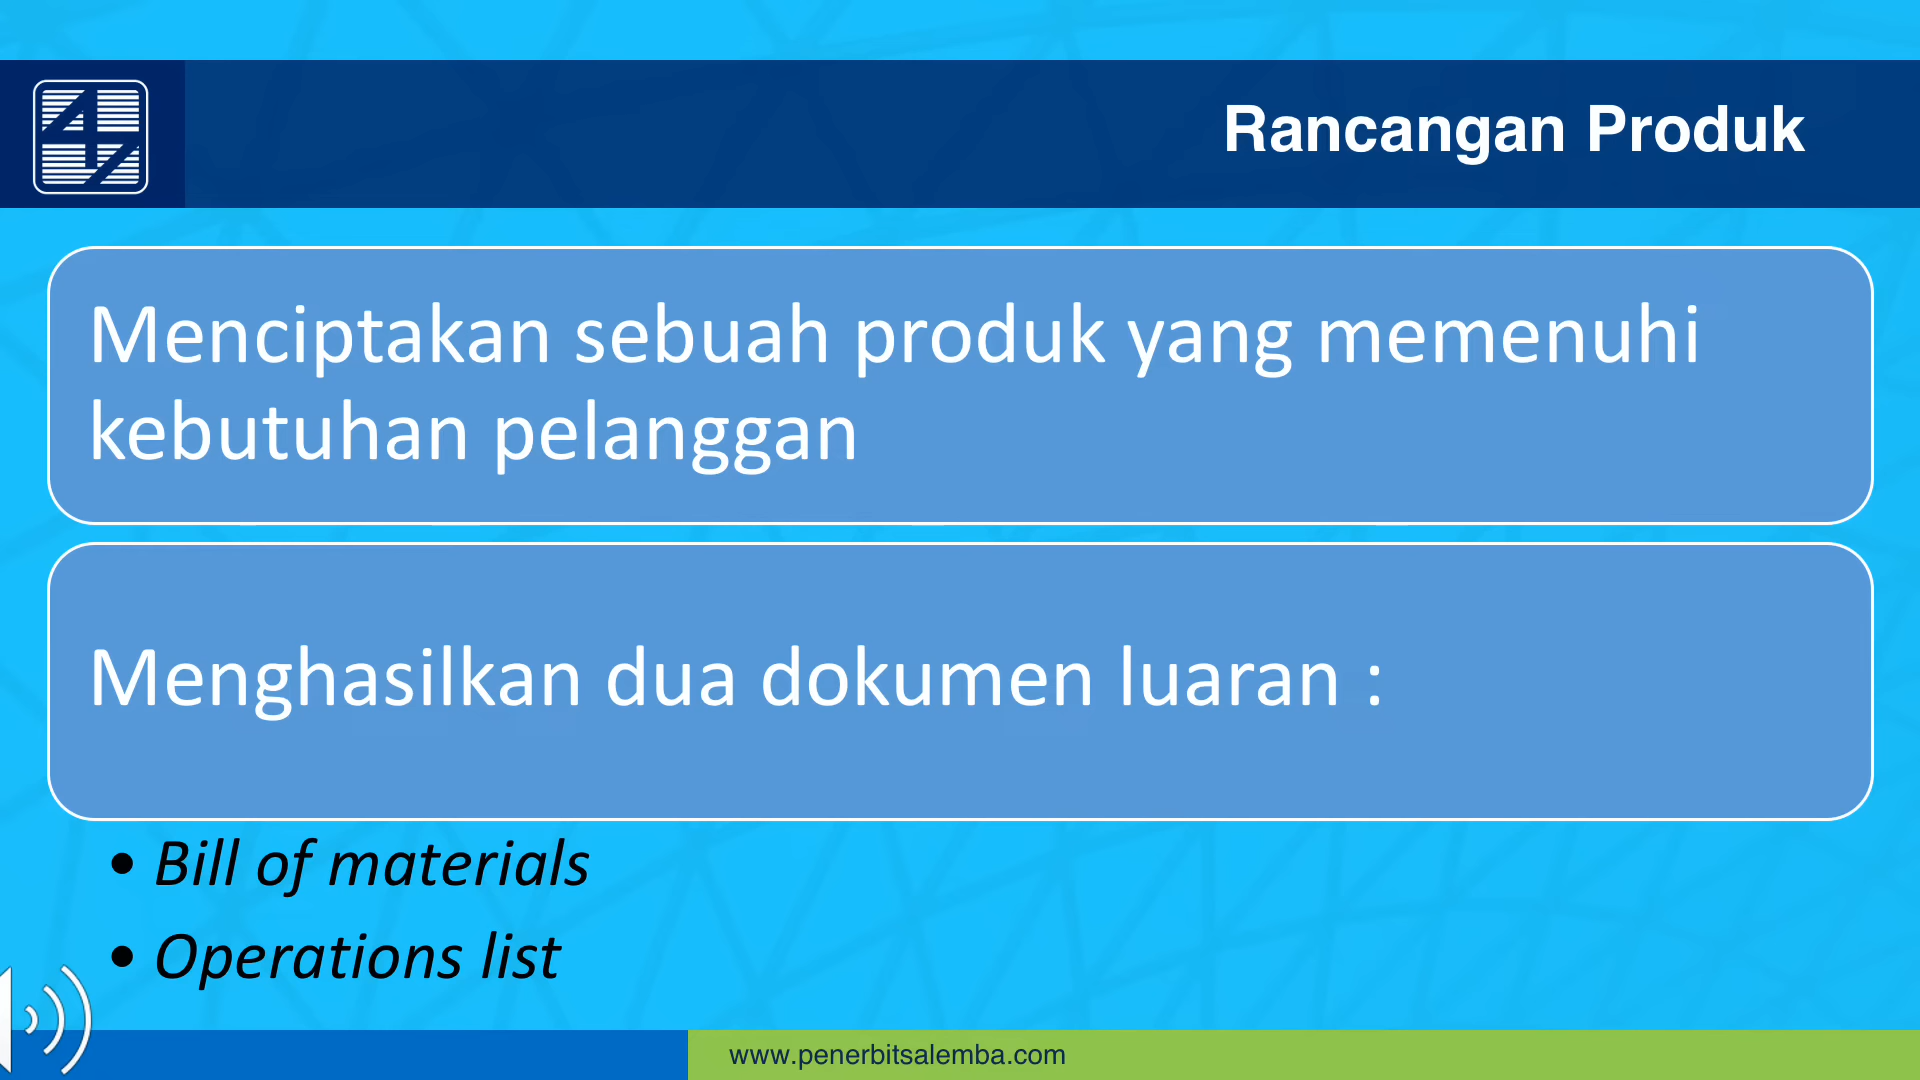 Rancangan Produk
Menciptakan sebuah produk yang memenuhi
kebutuhan pelanggan
Menghasilkan dua dokumen luaran :
• Bill of materials
• Operations list
www.penerbitsalemba.com